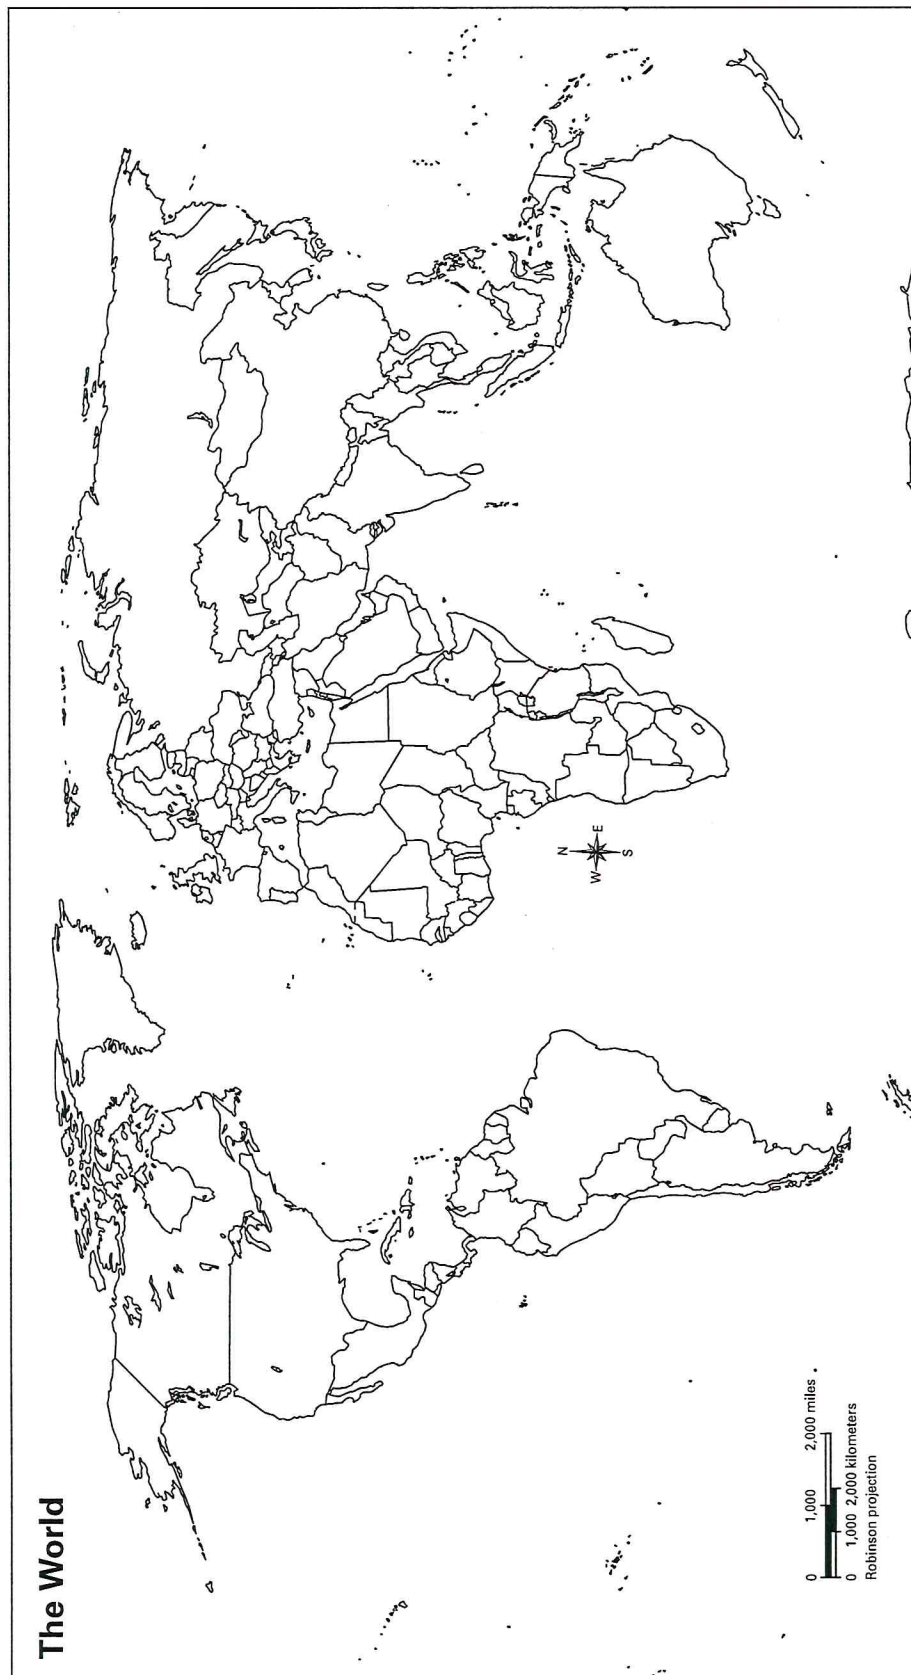 The World
N
W E
S
0 1,000 2,000 miles
0 1,000 2,000 kilometers
Robinson projection